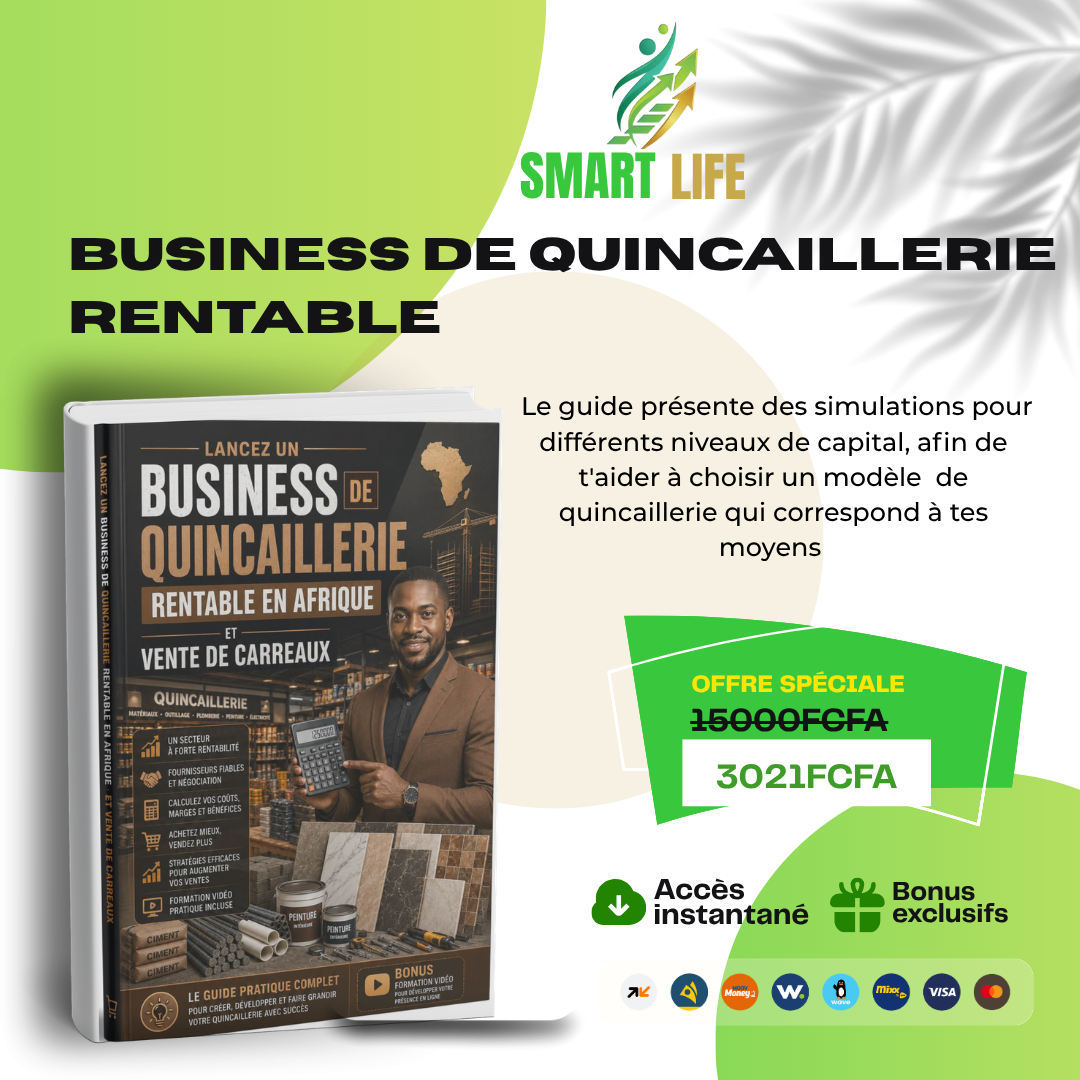 SMART LIFE
BUSINESS DE QUINCAILLERIE
RENTABLE
Le guide présente des simulations pour
différents niveaux de capital, afin de
t'aider à choisir un modèle de
quincaillerie qui correspond à tes
moyens
LANCEZ UN BUSINESS DE QUINCAILLERIE RENTABLE EN AFRIQUE ET VENTE DE CARREAUX
LANCEZ UN
BUSINESS DE
QUINCAILLERIE
RENTABLE EN AFRIQUE
ET
VENTE DE CARREAUX
QUINCAILLERIE
MATÉRIAUX • OUTILLAGE • PLOMBERIE • PEINTURE • ÉLECTRICITÉ
UN SECTEUR
À FORTE RENTABILITÉ
FOURNISSEURS FIABLES
ET NÉGOCIATION
CALCULEZ VOS COÛTS,
MARGES ET BÉNÉFICES
ACHETEZ MIEUX,
VENDEZ PLUS
STRATÉGIES EFFICACES
POUR AUGMENTER
VOS VENTES
FORMATION VIDÉO
PRATIQUE INCLUSE
PEINTURE
INTÉRIEURE
PEINTURE
CIMENT
CIMENT
CIMENT
LE GUIDE PRATIQUE COMPLET
POUR CRÉER, DÉVELOPPER ET FAIRE GRANDIR
VOTRE QUINCAILLERIE AVEC SUCCÈS
BONUS
FORMATION VIDÉO
POUR DÉVELOPPER VOTRE
PRÉSENCE EN LIGNE
OFFRE SPÉCIALE
15000FCFA
3021FCFA
Accès
instantané
Bonus
exclusifs
MOOV
Money
W.
wave
Mixx
VISA